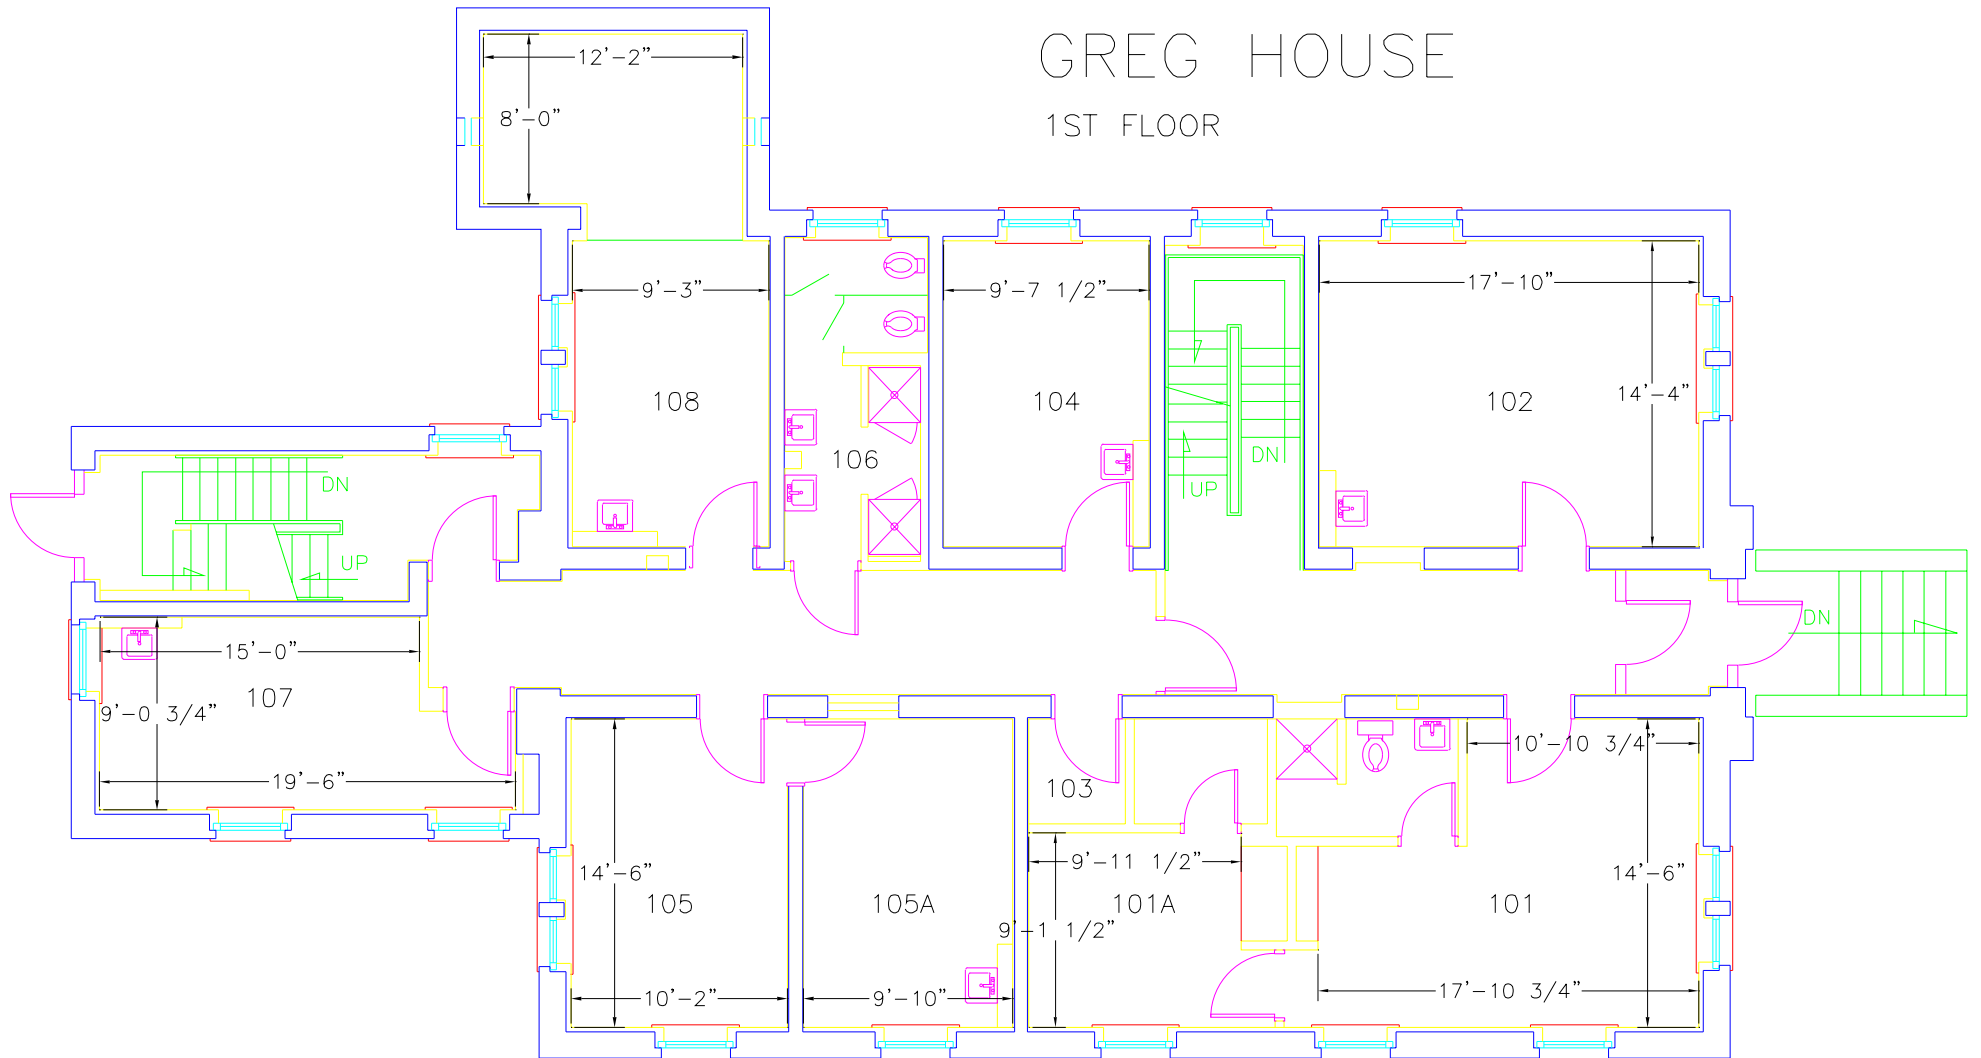 GREG HOUSE
1ST FLOOR
12'-2"
8'-0"
9'-3"
9'-7 1/2"
17'-10"
14'-4"
108
104
102
106
DN
DN
UP
UP
DN
15'-0"
107
9'-0 3/4"
19'-6"
10'-10 3/4"
103
14'-6"
9'-11 1/2"
14'-6"
105
105A
101A
101
9'-1 1/2"
10'-2"
9'-10"
17'-10 3/4"